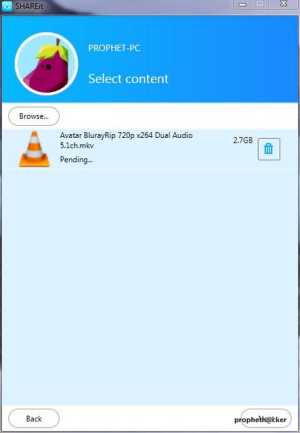 SHAREit
PROPHET-PC
Select content
Browse..
Avatar BlurayRip 720p x264 Dual Audio
5.1ch.mkv
2.7GB
Pending...
Back